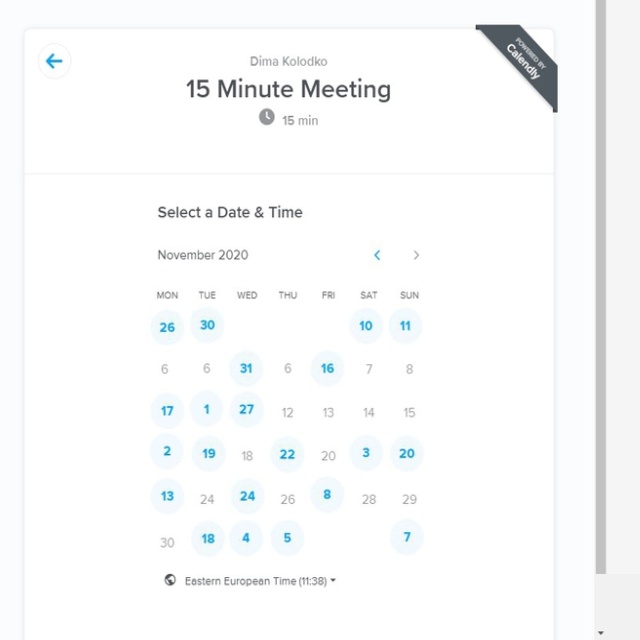 POWERED BY
Calendly
Dima Kolodko
15 Minute Meeting
15 min
Select a Date & Time
November 2020
MON TUE WED THU FRI SAT SUN
26 30 10 11
6 6 31 6 16 7 8
17 1 27 12 13 14 15
2 19 18 22 20 3 20
13 24 24 26 8 28 29
30 18 4 5 7
Eastern European Time (11:38)